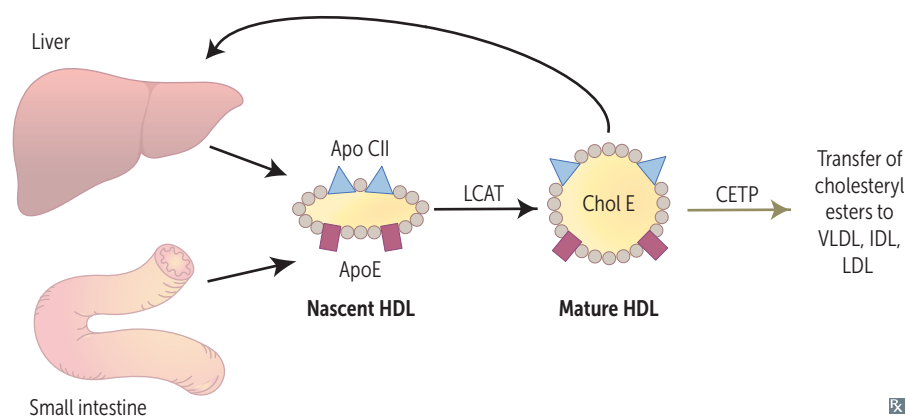 Liver
Apo CII
LCAT
Chol E
CETP
Transfer of
cholesteryl
esters to
VLDL, IDL,
LDL
ApoE
Nascent HDL
Mature HDL
Small intestine
Rx